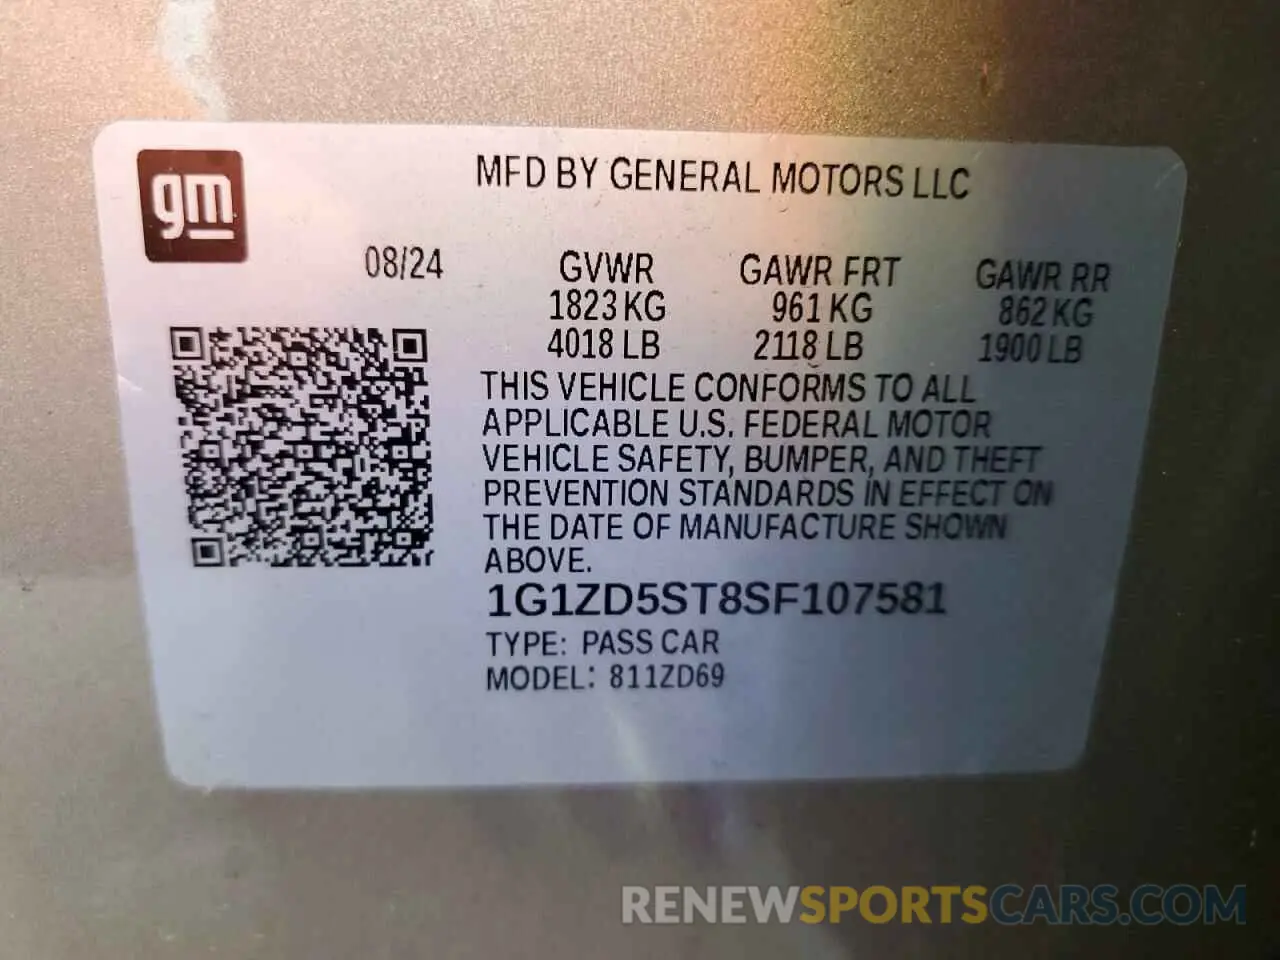 gm
MFD BY GENERAL MOTORS LLC
08/24 GVWR GAWR FRT GAWR RR
1823 KG 961 KG 862 KG
4018 LB 2118 LB 1900 LB
THIS VEHICLE CONFORMS TO ALL
APPLICABLE U.S. FEDERAL MOTOR
VEHICLE SAFETY, BUMPER, AND THEFT
PREVENTION STANDARDS IN EFFECT ON
THE DATE OF MANUFACTURE SHOWN
ABOVE.
1G1ZD5ST8SF107581
TYPE: PASS CAR
MODEL: 811ZD69
RENEWSPORTSCARS.COM